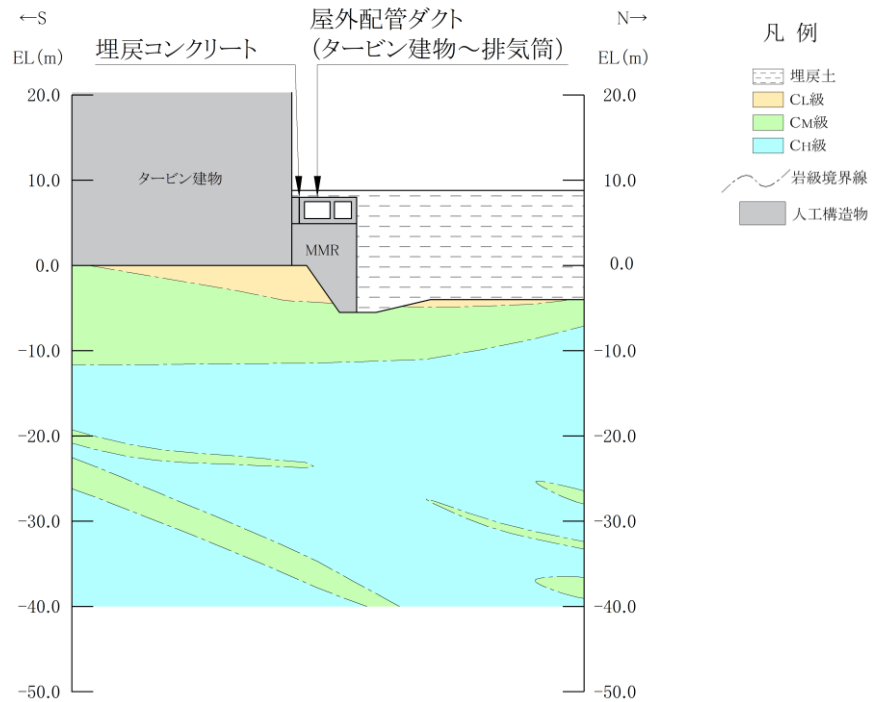 ←S
EL(m)
埋戻コンクリート
屋外配管ダクト
(タービン建物～排気筒)
N→
EL(m)
凡 例
埋戻土
CL級
CM級
CH級
岩級境界線
人工構造物
20.0
10.0
0.0
-10.0
-20.0
-30.0
-40.0
-50.0
タービン建物
MMR
20.0
10.0
0.0
-10.0
-20.0
-30.0
-40.0
-50.0